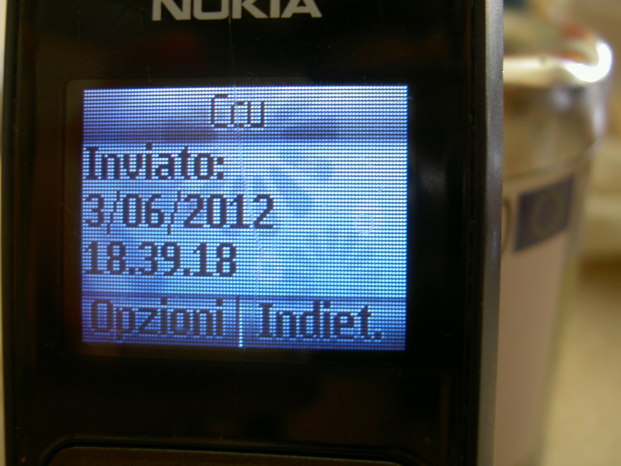 NOKIA
Ccu
Inviato:
3/06/2012
18.39.18
Opzioni Indiet.